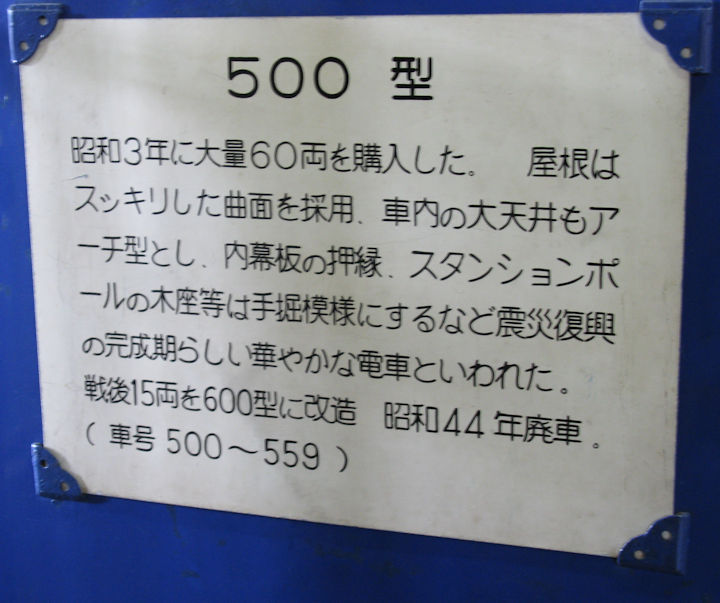 500 型
昭和3年に大量60両を購入した。 屋根は
スッキリした曲面を採用、車内の大天井もア
ーチ型とし、内幕板の押縁、スタンションポ
ールの木座等は手掘模様にするなど震災復興
の完成期らしい華やかな電車といわれた。
戦後15両を600型に改造 昭和44年廃車。
( 車号 500～559 )